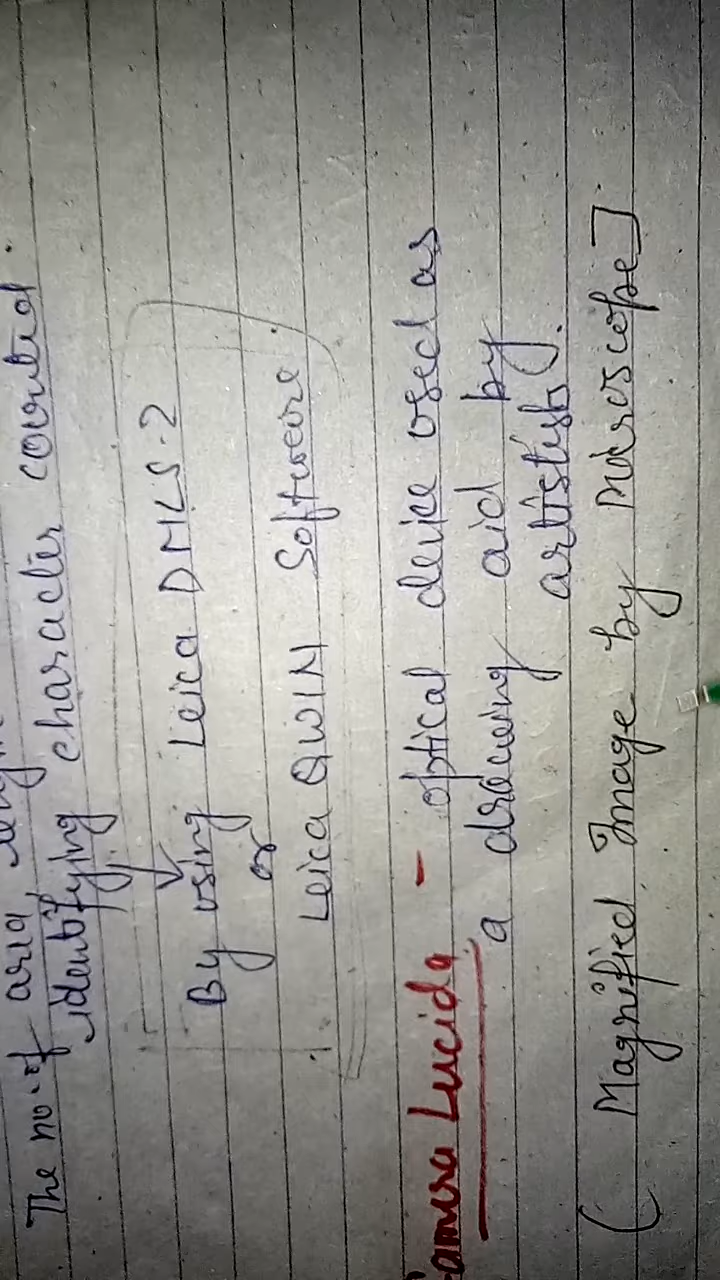 The no. of area, length
identifying character counted.
By using Leica DMLS-2
or
Leica QWIN Software.
amera Lucida - optical device used as
a drawing aid by
artists.
( Magnified Image by microscope]